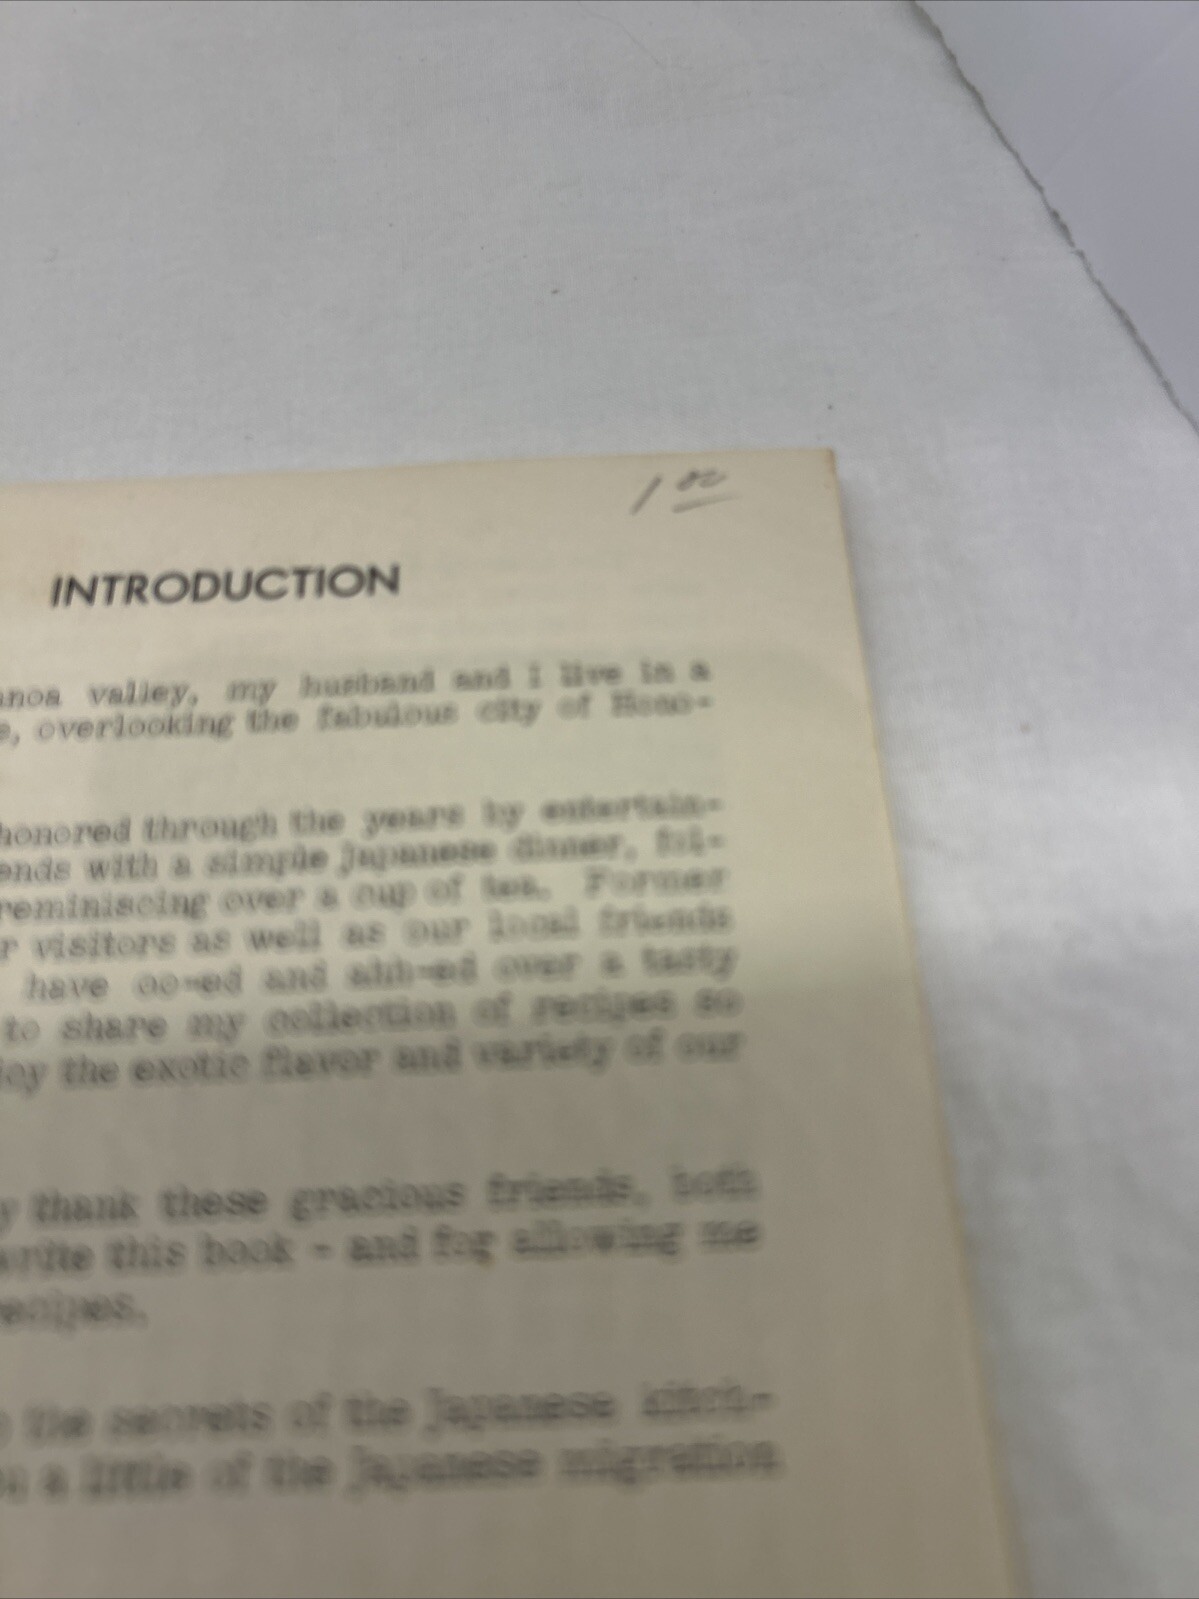 1 00
INTRODUCTION
anoa valley, my husband and I live in a
e, overlooking the fabulous city of Hono-
honored through the years by entertain-
ends with a simple Japanese dinner, fol-
reminiscing over a cup of tea. Former
r visitors as well as our local friends
have oo-ed and ahh-ed over a tasty
to share my collection of recipes so
joy the exotic flavor and variety of our
y thank these gracious friends, both
write this book - and for allowing me
recipes.
the secrets of the Japanese kitch-
a little of the Japanese migration